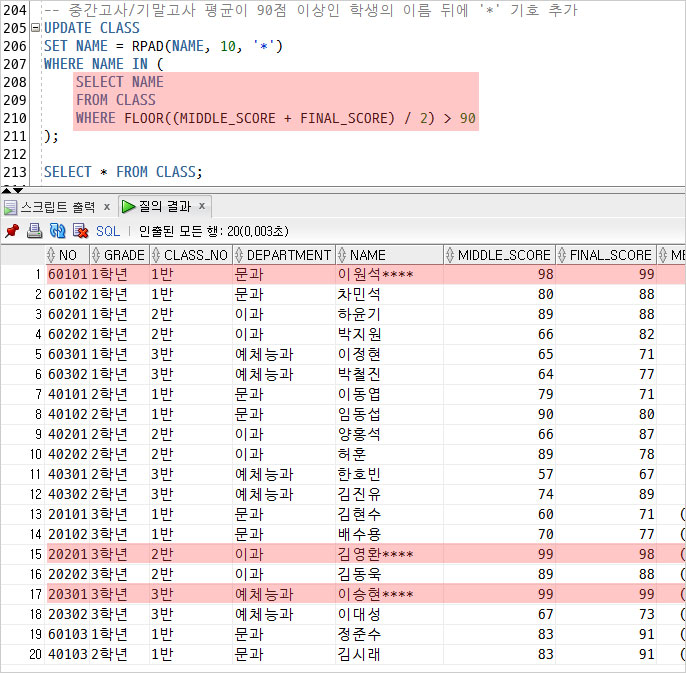 204 -- 중간고사/기말고사 평균이 90점 이상인 학생의 이름 뒤에 '*' 기호 추가
205 UPDATE CLASS
206 SET NAME = RPAD(NAME, 10, '*')
207 WHERE NAME IN (
208 SELECT NAME
209 FROM CLASS
210 WHERE FLOOR((MIDDLE_SCORE + FINAL_SCORE) / 2) > 90
211 );
212
213 SELECT * FROM CLASS;
스크립트 출력 x 질의 결과 x
SQL | 인출된 모든 행: 20(0,003초)
NO GRADE CLASS_NO DEPARTMENT NAME MIDDLE_SCORE FINAL_SCORE ME
1 60101 1학년 1반 문과 이원석**** 98 99
2 60102 1학년 1반 문과 차민석 80 88
3 60201 1학년 2반 이과 하윤기 89 88
4 60202 1학년 2반 이과 박지원 66 82
5 60301 1학년 3반 예체능과 이정현 65 71
6 60302 1학년 3반 예체능과 박철진 64 77
7 40101 2학년 1반 문과 이동엽 79 71
8 40102 2학년 1반 문과 임동섭 90 80
9 40201 2학년 2반 이과 양홍석 66 87
10 40202 2학년 2반 이과 허훈 89 78
11 40301 2학년 3반 예체능과 한호빈 57 67
12 40302 2학년 3반 예체능과 김진유 74 89
13 20101 3학년 1반 문과 김현수 60 71 (
14 20102 3학년 1반 문과 배수용 70 77 (
15 20201 3학년 2반 이과 김영환**** 99 98 (
16 20202 3학년 2반 이과 김동욱 89 88 (
17 20301 3학년 3반 예체능과 이승현**** 99 99 (
18 20302 3학년 3반 예체능과 이대성 67 73 (
19 60103 1학년 1반 문과 정준수 83 91 (
20 40103 2학년 1반 문과 김시래 83 91 (